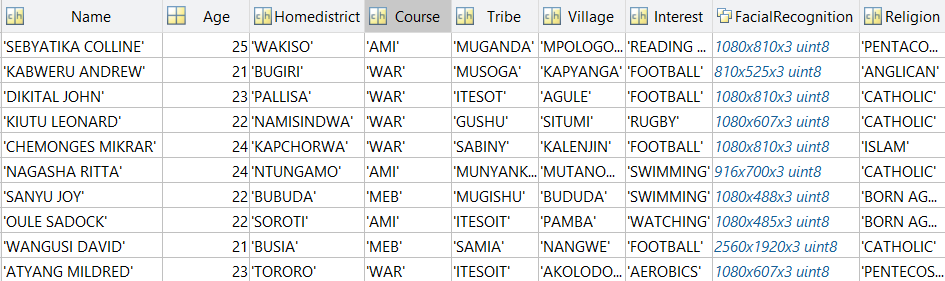 Name Age Homedistrict Course Tribe Village Interest FacialRecognition Religion
'SEBYATIKA COLLINE' 25 'WAKISO' 'AMI' 'MUGANDA' 'MPOLOGO... 'READING ... 1080x810x3 uint8 'PENTACO...
'KABWERU ANDREW' 21 'BUGIRI' 'WAR' 'MUSOGA' 'KAPYANGA' 'FOOTBALL' 810x525x3 uint8 'ANGLICAN'
'DIKITAL JOHN' 23 'PALLISA' 'WAR' 'ITESOT' 'AGULE' 'FOOTBALL' 1080x810x3 uint8 'CATHOLIC'
'KIUTU LEONARD' 22 'NAMISINDWA' 'WAR' 'GUSHU' 'SITUMI' 'RUGBY' 1080x607x3 uint8 'CATHOLIC'
'CHEMONGES MIKRAR' 24 'KAPCHORWA' 'WAR' 'SABINY' 'KALENJIN' 'FOOTBALL' 1080x810x3 uint8 'ISLAM'
'NAGASHA RITTA' 24 'NTUNGAMO' 'AMI' 'MUNYANK... 'MUTANO... 'SWIMMING' 916x700x3 uint8 'CATHOLIC'
'SANYU JOY' 22 'BUBUDA' 'MEB' 'MUGISHU' 'BUDUDA' 'SWIMMING' 1080x488x3 uint8 'BORN AG...
'OULE SADOCK' 22 'SOROTI' 'AMI' 'ITESOIT' 'PAMBA' 'WATCHING' 1080x485x3 uint8 'BORN AG...
'WANGUSI DAVID' 21 'BUSIA' 'MEB' 'SAMIA' 'NANGWE' 'FOOTBALL' 2560x1920x3 uint8 'CATHOLIC'
'ATYANG MILDRED' 23 'TORORO' 'WAR' 'ITESOIT' 'AKOLODO... 'AEROBICS' 1080x607x3 uint8 'PENTECOS...